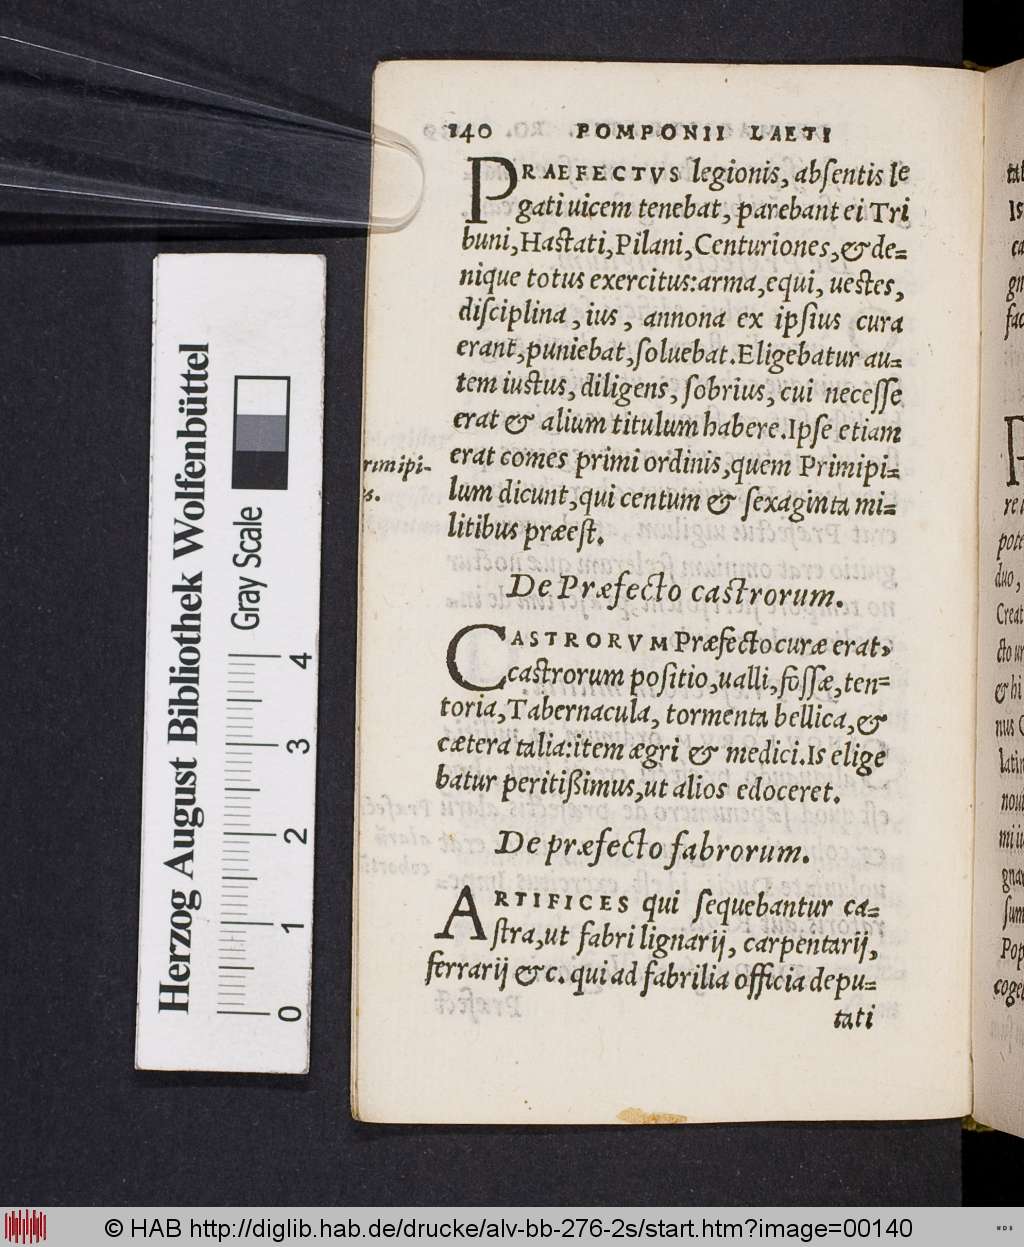 140 POMPONII LAETI
PRAEFECTVS legionis, absentis le
gati uicem tenebat, parebant ei Tri
buni, Hastati, Pilani, Centuriones, & de=
nique totus exercitus: arma, equi, uestes,
disciplina, ius, annona ex ipsius cura
erant, puniebat, soluebat. Eligebatur au=
tem iustus, diligens, sobrius, cui necesse
erat & alium titulum habere. Ipse etiam
erat comes primi ordinis, quem Primipi=
lum dicunt, qui centum & sexaginta mi=
litibus præest.
rimipi-
s.
De Præfecto castrorum.
CASTRORVM Præfecto curæ erat,
castrorum positio, ualli, fossæ, ten=
toria, Tabernacula, tormenta bellica, &
cætera talia: item ægri & medici. Is elige
batur peritißimus, ut alios edoceret.
De præfecto fabrorum.
ARTIFICES qui sequebantur ca=
stra, ut fabri lignarij, carpentarij,
ferrarij &c. qui ad fabrilia officia depu=
tati
Herzog August Bibliothek Wolfenbüttel
Gray Scale
0 1 2 3 4
© HAB http://diglib.hab.de/drucke/alv-bb-276-2s/start.htm?image=00140